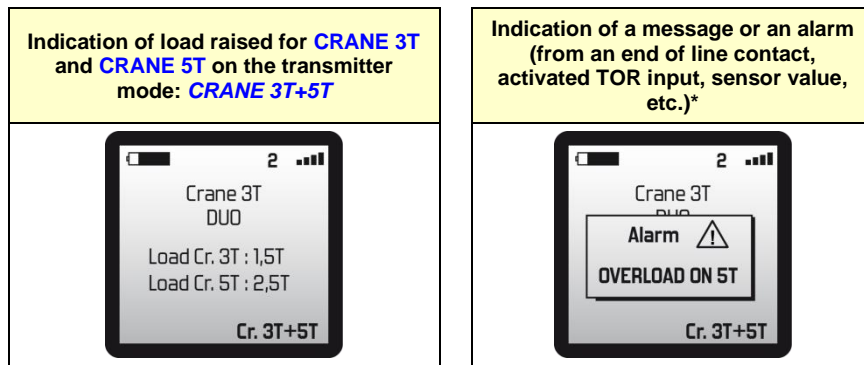 Indication of load raised for CRANE 3T
and CRANE 5T on the transmitter
mode: CRANE 3T+5T
2
Crane 3T
DUO
Load Cr. 3T : 1,5T
Load Cr. 5T : 2,5T
Cr. 3T+5T
Indication of a message or an alarm
(from an end of line contact,
activated TOR input, sensor value,
etc.)*
2
Crane 3T
DUO
Alarm
OVERLOAD ON 5T
Cr. 3T+5T